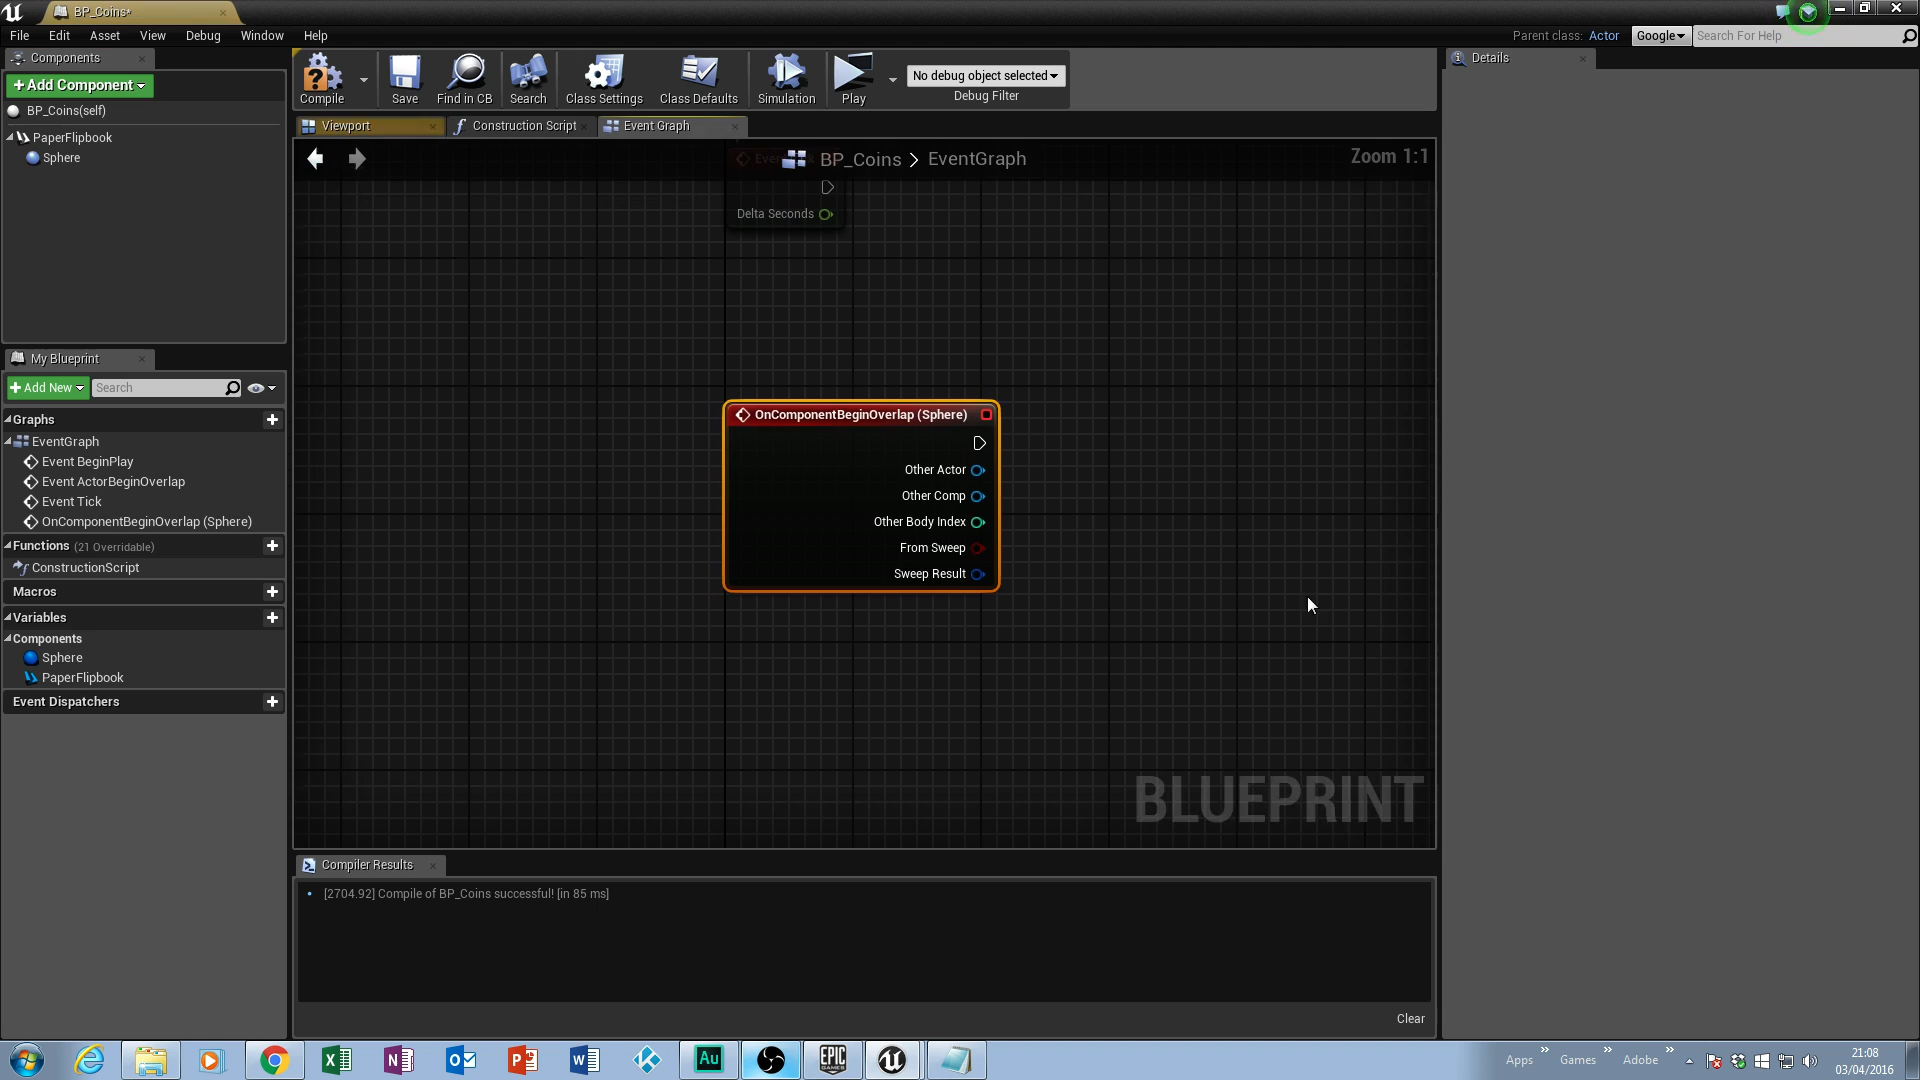 BP_Coins*
File Edit Asset View Debug Window Help
Parent class: Actor Google Search For Help
Components
+Add Component
BP_Coins(self)
PaperFlipbook
Sphere
Compile Save Find in CB Search Class Settings Class Defaults Simulation Play
No debug object selected
Debug Filter
Details
Viewport Construction Script Event Graph
BP_Coins > EventGraph
Zoom 1:1
Delta Seconds
OnComponentBeginOverlap (Sphere)
Other Actor
Other Comp
Other Body Index
From Sweep
Sweep Result
BLUEPRINT
My Blueprint
+Add New Search
Graphs
EventGraph
Event BeginPlay
Event ActorBeginOverlap
Event Tick
OnComponentBeginOverlap (Sphere)
Functions (21 Overridable)
ConstructionScript
Macros
Variables
Components
Sphere
PaperFlipbook
Event Dispatchers
Compiler Results
[2704.92] Compile of BP_Coins successful! [in 85 ms]
Clear
Au
EPIC
GAMES
Apps » Games » Adobe »
21:08
03/04/2016